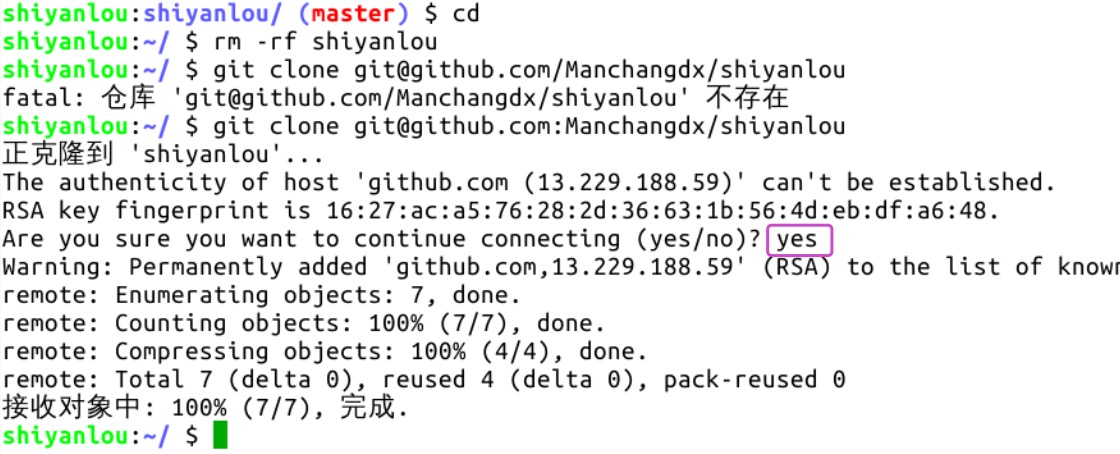 shiyanlou:shiyanlou/ (master) $ cd
shiyanlou:~/ $ rm -rf shiyanlou
shiyanlou:~/ $ git clone git@github.com/Manchangdx/shiyanlou
fatal: 仓库 'git@github.com/Manchangdx/shiyanlou' 不存在
shiyanlou:~/ $ git clone git@github.com:Manchangdx/shiyanlou
正克隆到 'shiyanlou'...
The authenticity of host 'github.com (13.229.188.59)' can't be established.
RSA key fingerprint is 16:27:ac:a5:76:28:2d:36:63:1b:56:4d:eb:df:a6:48.
Are you sure you want to continue connecting (yes/no)? yes
Warning: Permanently added 'github.com,13.229.188.59' (RSA) to the list of known
remote: Enumerating objects: 7, done.
remote: Counting objects: 100% (7/7), done.
remote: Compressing objects: 100% (4/4), done.
remote: Total 7 (delta 0), reused 4 (delta 0), pack-reused 0
接收对象中: 100% (7/7), 完成.
shiyanlou:~/ $